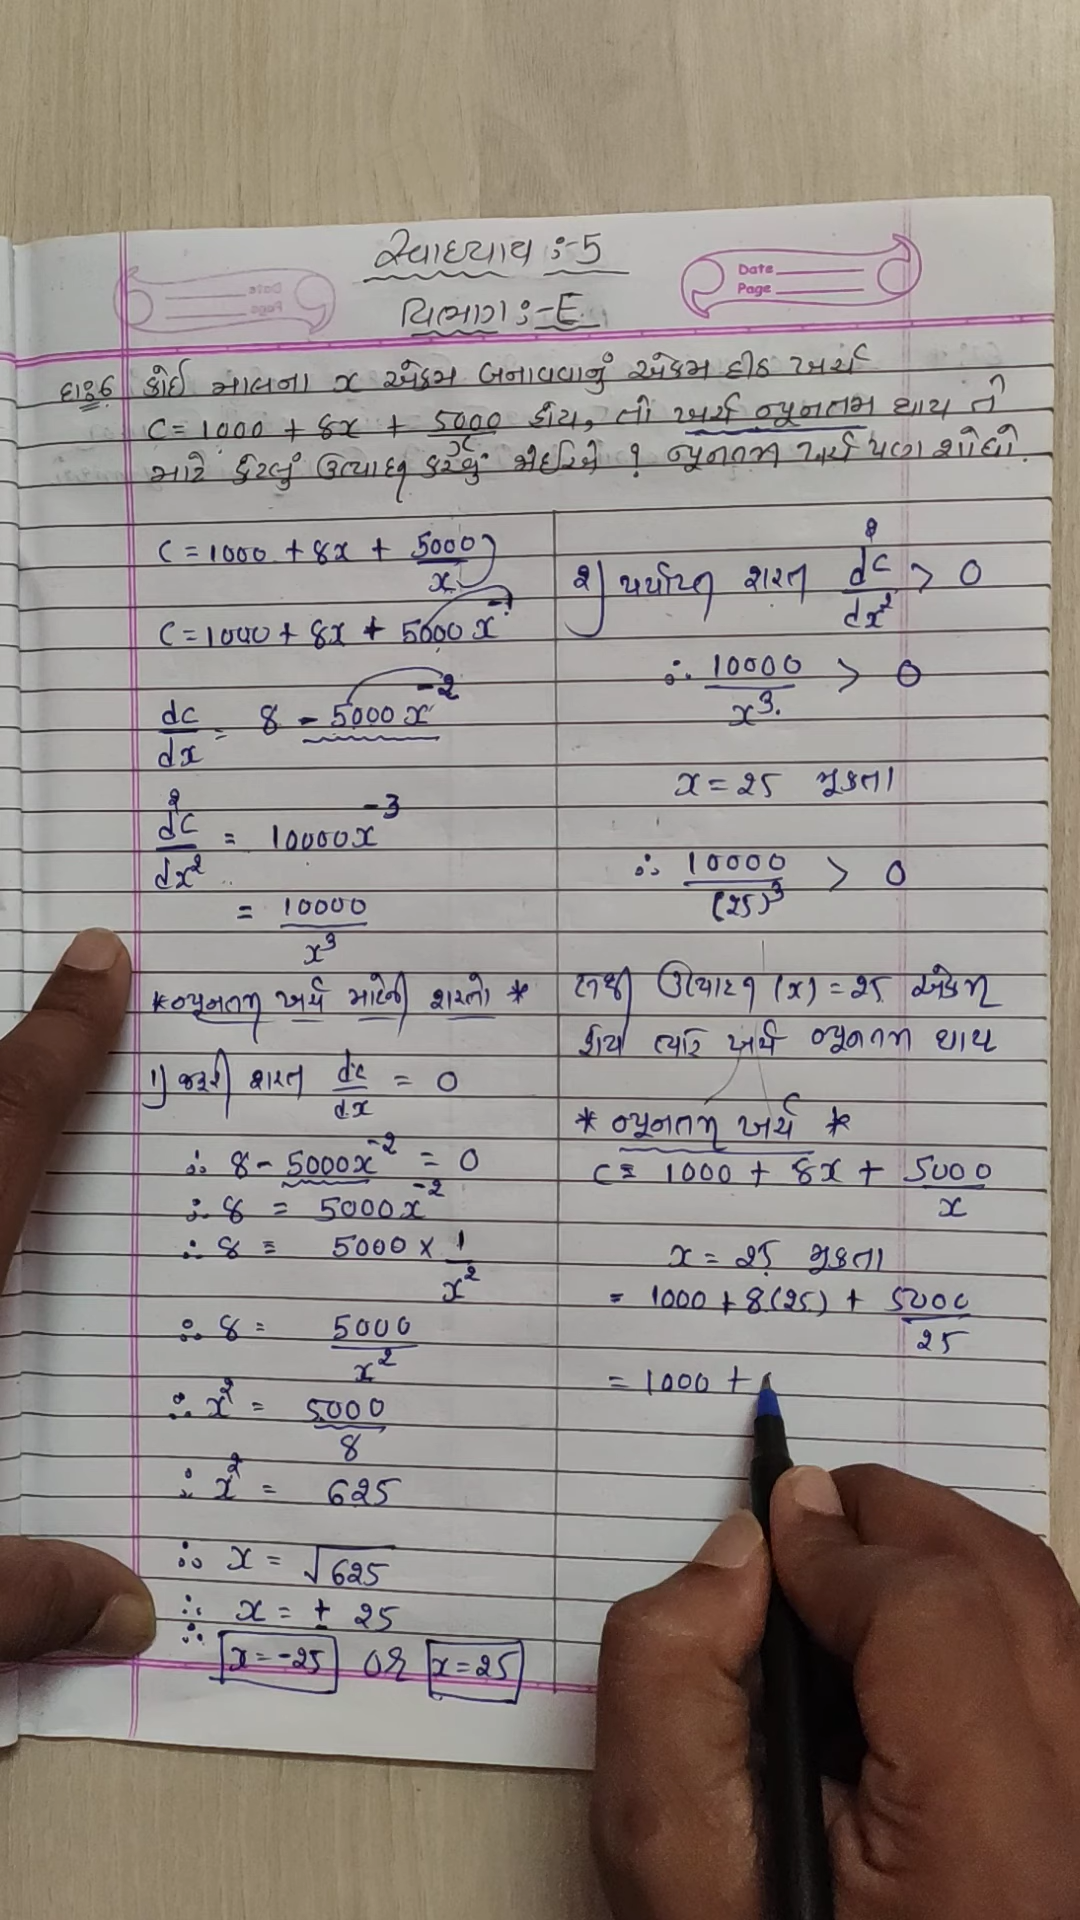 સ્વાધ્યાય :- 5
Date
Page
વિભાગ :- E
કોઈ માલના x એકમ બનાવવાનું એકમ દીઠ ખર્ચ
C = 1000 + 8x + 5000/x હોય, તો ખર્ચ ન્યૂનતમ થાય તે
માટે કેટલું ઉત્પાદન કરવું જોઈએ ? ન્યૂનતમ ખર્ચ પણ શોધો.
C = 1000 + 8x + 5000/x
C = 1000 + 8x + 5000x⁻¹
dc/dx = 8 - 5000x⁻²
d²c/dx² = 10000x⁻³
= 10000/x³
* ન્યૂનતમ ખર્ચ માટેની શરતો *
1) જરૂરી શરત dc/dx = 0
∴ 8 - 5000x⁻² = 0
∴ 8 = 5000x⁻²
∴ 8 = 5000 × 1/x²
∴ 8 = 5000/x²
∴ x² = 5000/8
∴ x² = 625
∴ x = √625
∴ x = ± 25
∴ x = -25 OR x = 25
2) પર્યાપ્ત શરત d²c/dx² > 0
∴ 10000/x³ > 0
x = 25 મુકતા
∴ 10000/(25)³ > 0
તેથી ઉત્પાદન (x) = 25 એકમ
હોય ત્યારે ખર્ચ ન્યૂનતમ થાય
* ન્યૂનતમ ખર્ચ *
C = 1000 + 8x + 5000/x
x = 25 મુકતા
= 1000 + 8(25) + 5000/25
= 1000 +